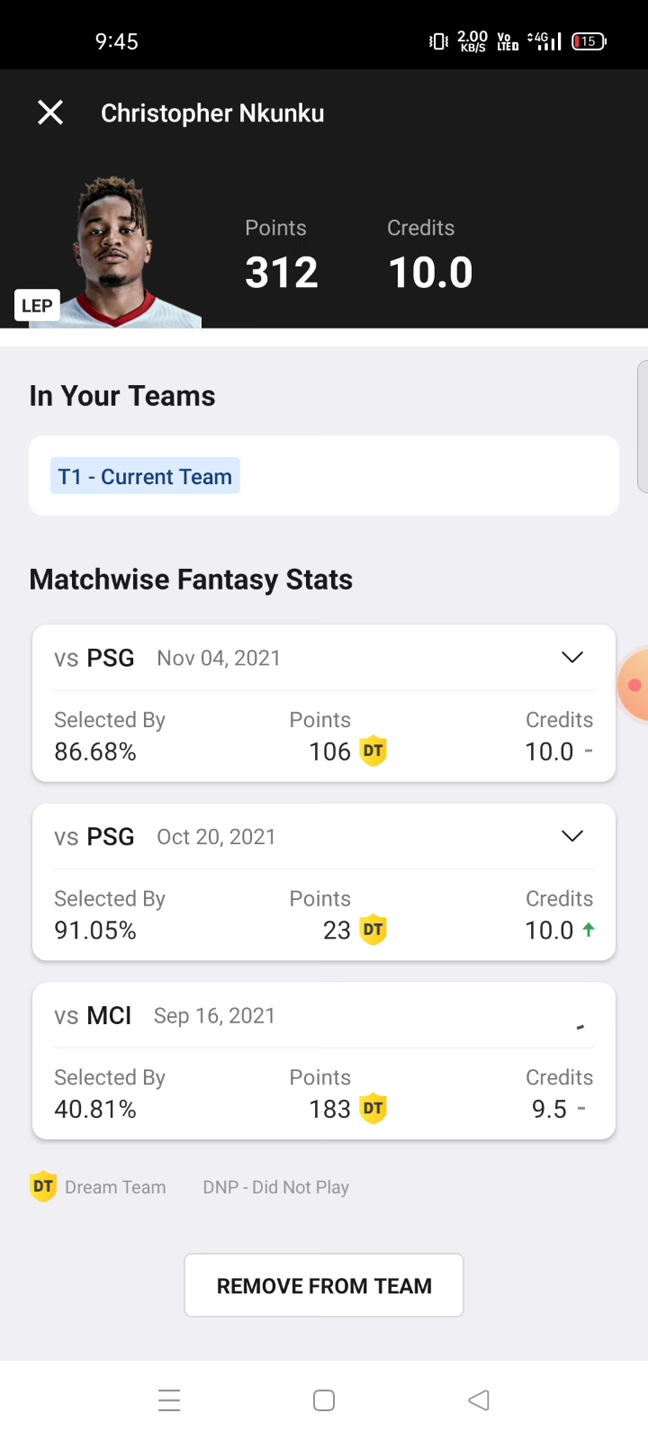 9:45 2.00 KB/S Vo LTE 4G 15
Christopher Nkunku
Points Credits
312 10.0
LEP
In Your Teams
T1 - Current Team
Matchwise Fantasy Stats
vs PSG Nov 04, 2021
Selected By Points Credits
86.68% 106 DT 10.0 -
vs PSG Oct 20, 2021
Selected By Points Credits
91.05% 23 DT 10.0
vs MCI Sep 16, 2021
Selected By Points Credits
40.81% 183 DT 9.5 -
DT Dream Team DNP - Did Not Play
REMOVE FROM TEAM